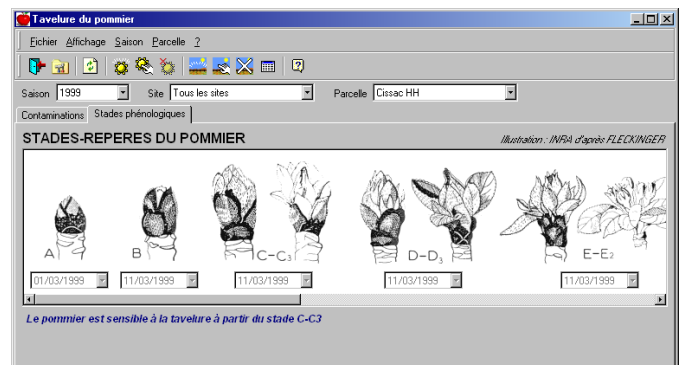 Tavelure du pommier
Fichier Affichage Saison Parcelle ?
Saison 1999 Site Tous les sites Parcelle Cissac HH
Contaminations Stades phénologiques
STADES-REPERES DU POMMIER Illustration : INRA d'après FLECKINGER
A B C-C3 D-D3 E-E2
01/03/1999 11/03/1999 11/03/1999 11/03/1999 11/03/1999
Le pommier est sensible à la tavelure à partir du stade C-C3